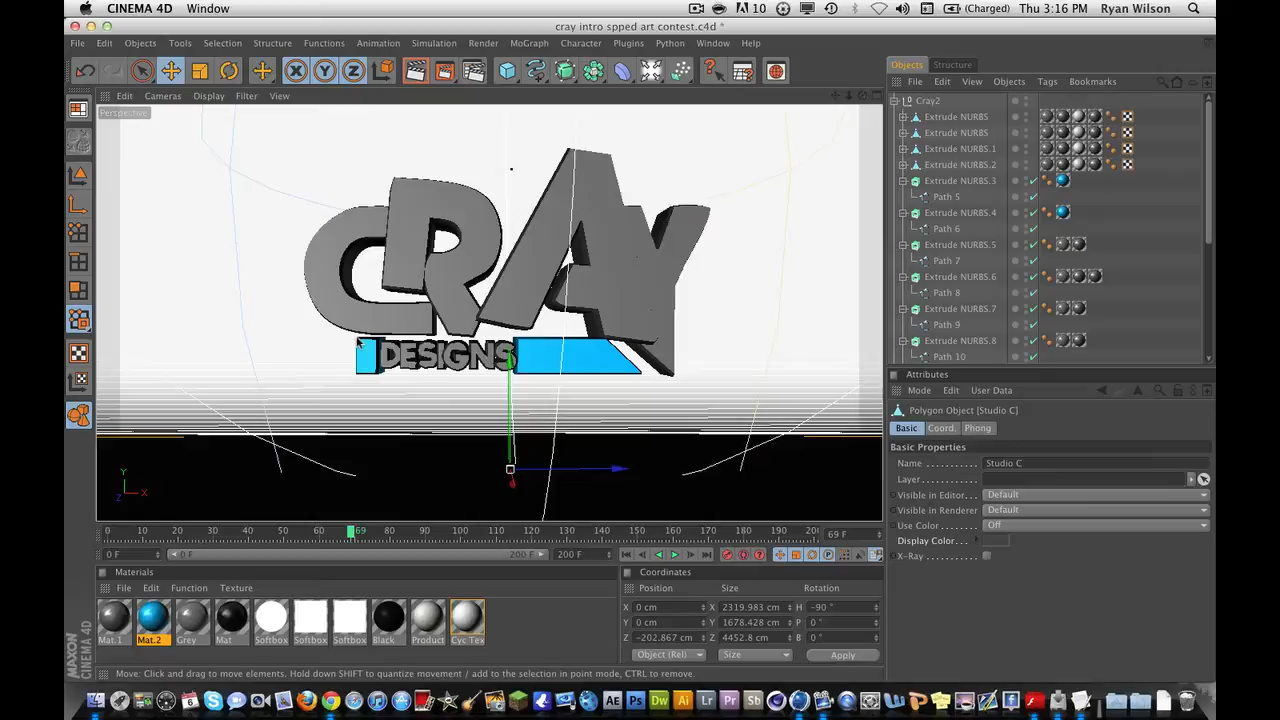 CINEMA 4D Window
10 (Charged) Thu 3:16 PM Ryan Wilson
cray intro spped art contest.c4d *
File Edit Objects Tools Selection Structure Functions Animation Simulation Render MoGraph Character Plugins Python Window Help
X Y Z
Objects Structure
File Edit View Objects Tags Bookmarks
Edit Cameras Display Filter View
Perspective
Cray2
Extrude NURBS
Extrude NURBS
Extrude NURBS.1
Extrude NURBS.2
Extrude NURBS.3
Path 5
Extrude NURBS.4
Path 6
Extrude NURBS.5
Path 7
Extrude NURBS.6
Path 8
Extrude NURBS.7
Path 9
Extrude NURBS.8
Path 10
CRAY
DESIGNS
Y
Z X
Attributes
Mode Edit User Data
Polygon Object [Studio C]
Basic Coord. Phong
Basic Properties
Name Studio C
Layer
Visible in Editor Default
Visible in Renderer Default
Use Color Off
Display Color
X-Ray
0 10 20 30 40 50 60 69 80 90 100 110 120 130 140 150 160 170 180 190 20 69 F
0 F 0 F 200 F 200 F
Materials
File Edit Function Texture
Mat.1 Mat.2 Grey Mat Softbox Softbox Softbox Black Product Cyc Tex
Coordinates
Position Size Rotation
X 0 cm X 2319.983 cm H -90 °
Y 0 cm Y 1678.428 cm P 0 °
Z -202.867 cm Z 4452.8 cm B 0 °
Object (Rel) Size Apply
MAXON CINEMA 4D
Move: Click and drag to move elements. Hold down SHIFT to quantize movement / add to the selection in point mode, CTRL to remove.
AE Ps Dw Ai Lr Pr Sb